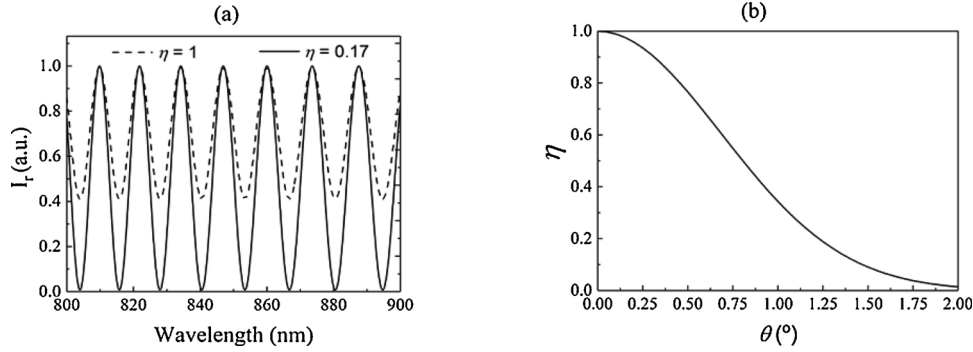 (a)
η = 1 η = 0.17
1.0
0.8
0.6
0.4
0.2
0.0
I_r (a.u.)
800 820 840 860 880 900
Wavelength (nm)
(b)
1.0
0.8
0.6
0.4
0.2
0.0
η
0.00 0.25 0.50 0.75 1.00 1.25 1.50 1.75 2.00
θ (º)